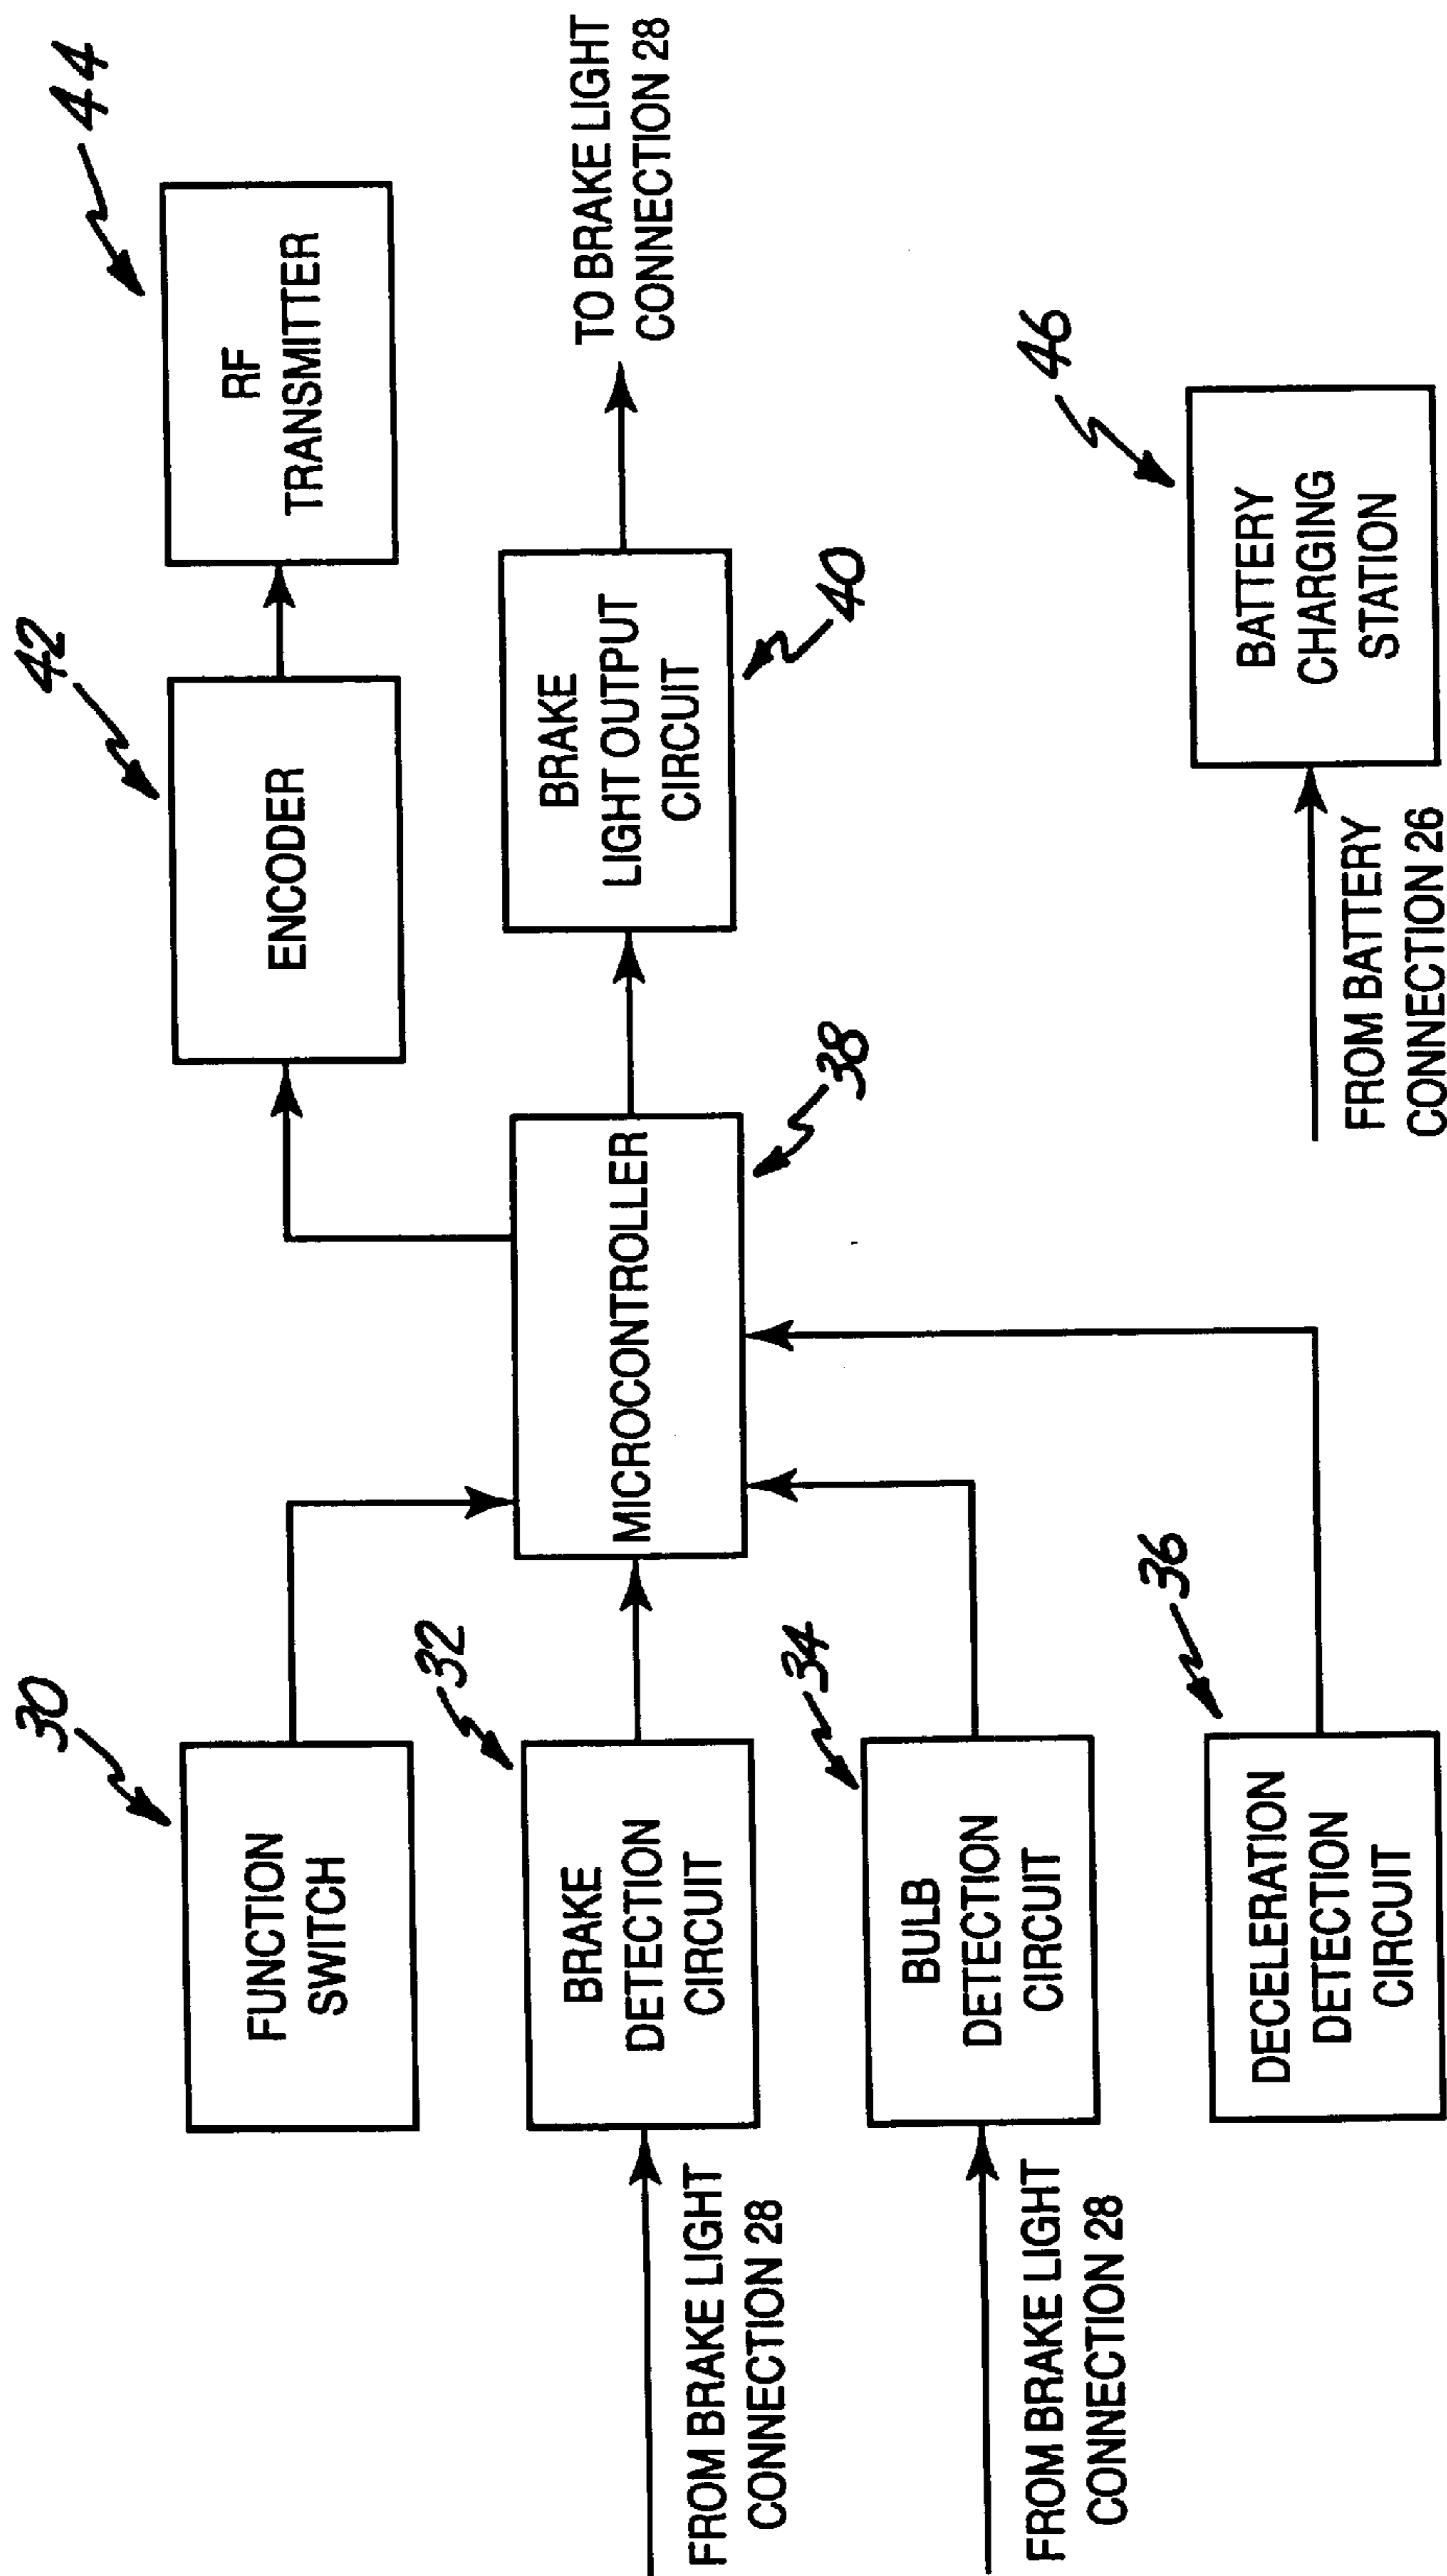 30
FUNCTION
SWITCH
FROM BRAKE LIGHT
CONNECTION 28
32
BRAKE
DETECTION
CIRCUIT
FROM BRAKE LIGHT
CONNECTION 28
34
BULB
DETECTION
CIRCUIT
36
DECELERATION
DETECTION
CIRCUIT
MICROCONTROLLER
38
42
ENCODER
44
RF
TRANSMITTER
BRAKE
LIGHT OUTPUT
CIRCUIT
40
TO BRAKE LIGHT
CONNECTION 28
FROM BATTERY
CONNECTION 26
46
BATTERY
CHARGING
STATION